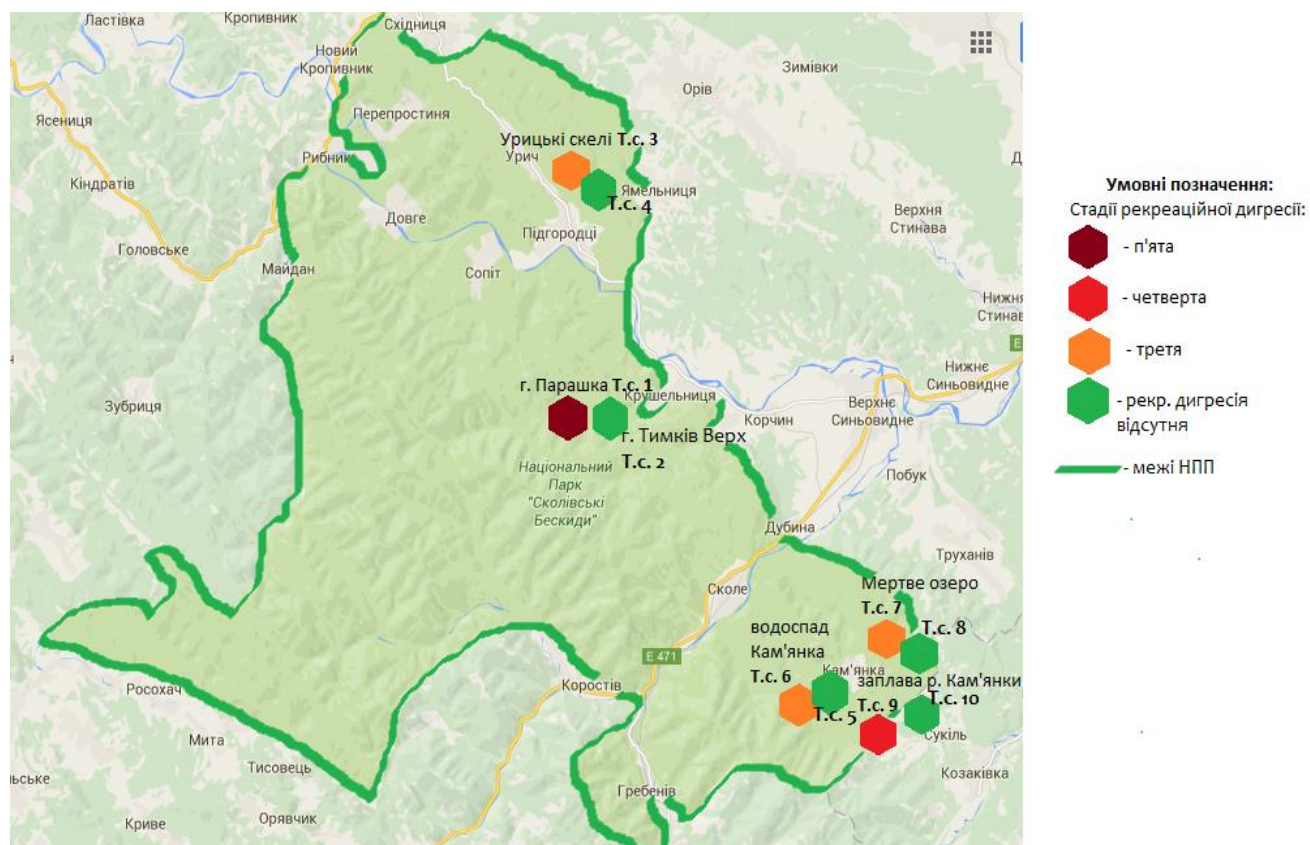 Ластівка
Кропивник
Східниця
Новий
Кропивник
Зимівки
Орів
Перепростиня
Ясениця
Урицькі скелі Т.с. 3
Рибник
Урич
Кіндратів
Ямельниця
Т.с. 4
Довге
Верхня
Стинава
Підгородці
Головське
Майдан
Сопіт
Нижня
Стинав
E
Нижнє
Синьовидне
г. Парашка Т.с. 1
Крушельниця
Зубриця
Корчин
Верхнє
Синьовидне
г. Тимків Верх
Т.с. 2
Національний
Парк
"Сколівські
Бескиди"
Побук
Дубина
Труханів
Сколе
Мертве озеро
Т.с. 7
Т.с. 8
водоспад
Кам'янка
Т.с. 6
E 471
Кам'янка
заплава р. Кам'янки
Коростів
Росохач
Т.с. 5
Т.с. 9
Т.с. 10
Сукіль
Мита
Тисовець
Козаківка
ьське
Гребенів
Криве
Орявчик
Д
Умовні позначення:
Стадії рекреаційної дигресії:
- п'ята
- четверта
- третя
- рекр. дигресія
відсутня
- межі НПП